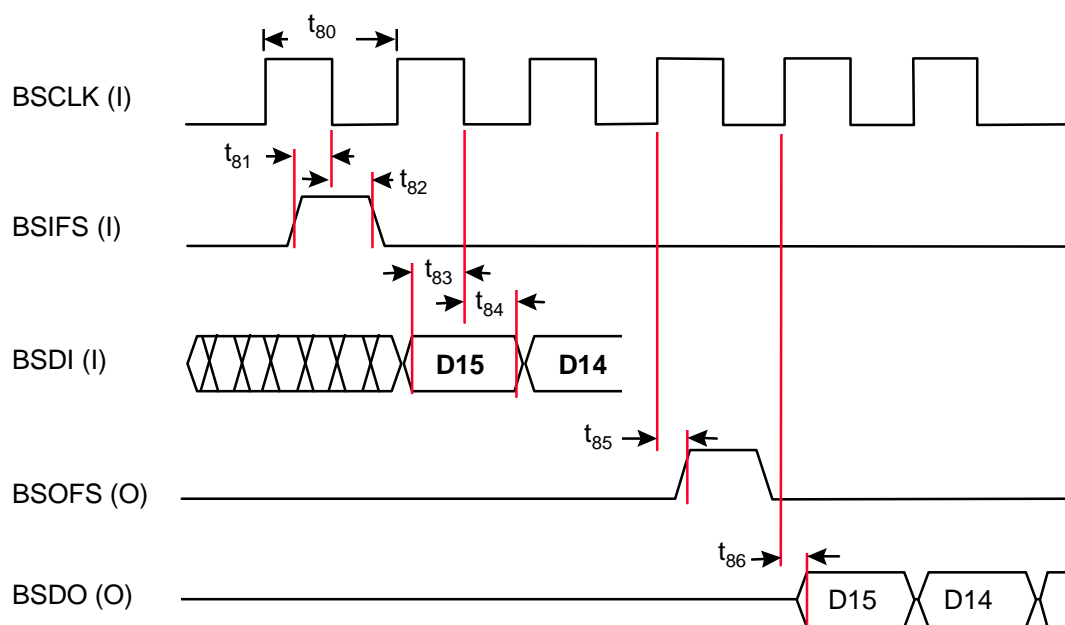 t80
BSCLK (I)
t81
t82
BSIFS (I)
t83
t84
BSDI (I)
D15
D14
t85
BSOFS (O)
t86
BSDO (O)
D15
D14